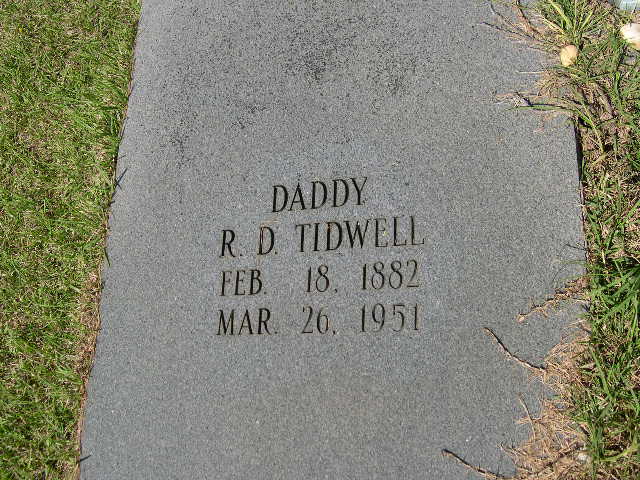 DADDY
R. D. TIDWELL
FEB. 18, 1882
MAR. 26, 1951